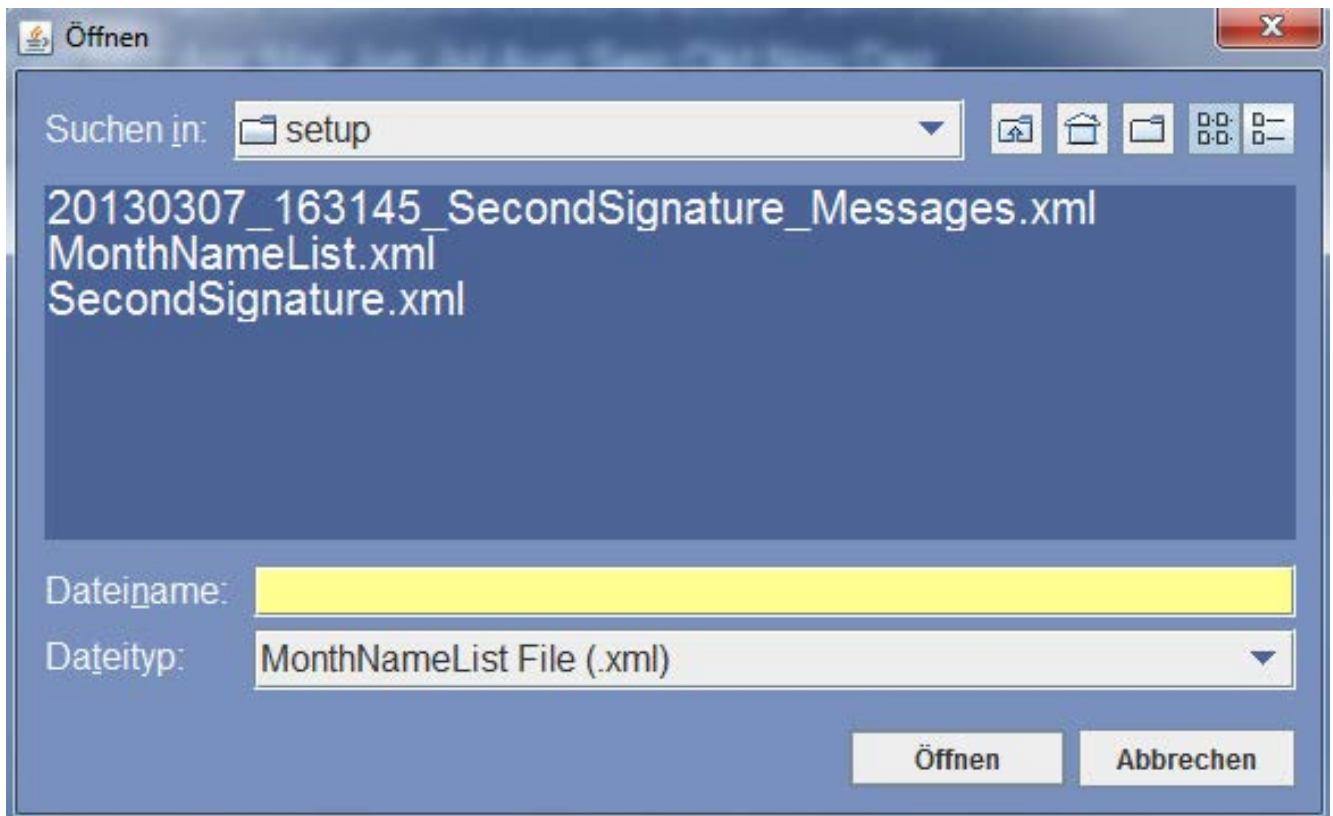 Öffnen
Suchen in: setup
20130307_163145_SecondSignature_Messages.xml
MonthNameList.xml
SecondSignature.xml
Dateiname:
Dateityp: MonthNameList File (.xml)
Öffnen Abbrechen